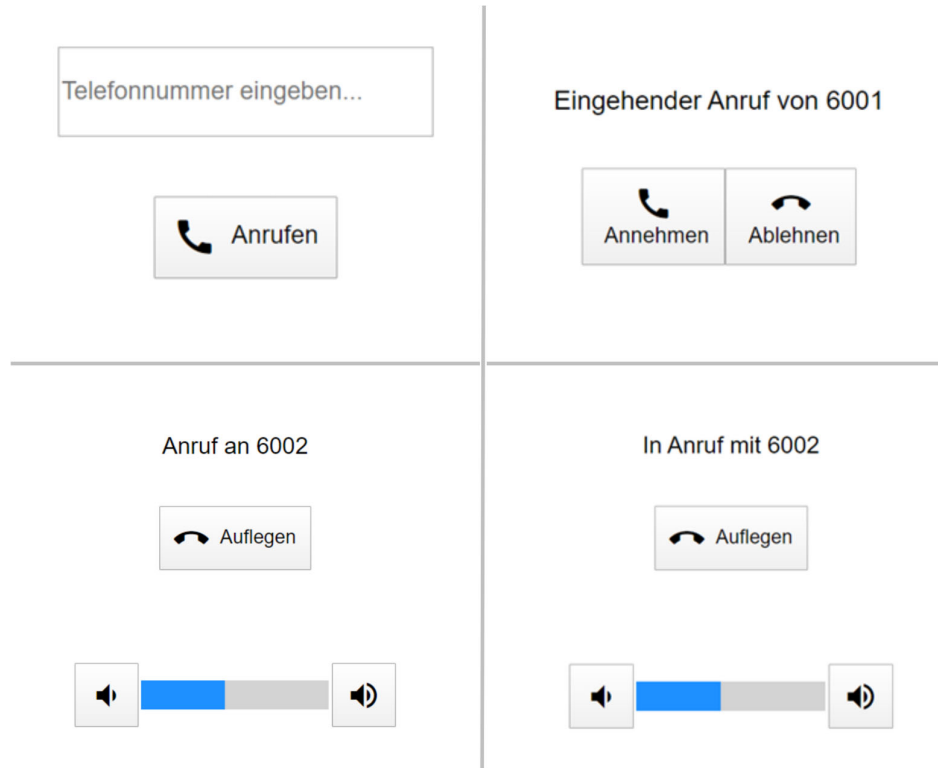 Telefonnummer eingeben...
Anrufen
Eingehender Anruf von 6001
Annehmen
Ablehnen
Anruf an 6002
Auflegen
In Anruf mit 6002
Auflegen